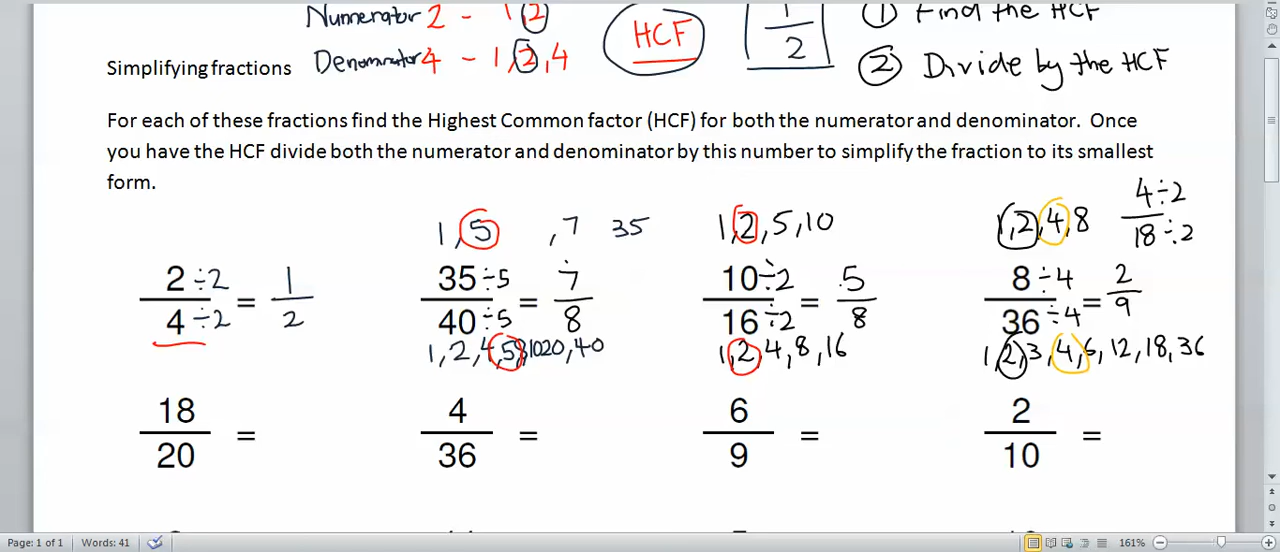 Numerator 2 - 1,2
Denominator 4 - 1,2,4
HCF
1
2
① Find the HCF
② Divide by the HCF
Simplifying fractions
For each of these fractions find the Highest Common factor (HCF) for both the numerator and denominator. Once
you have the HCF divide both the numerator and denominator by this number to simplify the fraction to its smallest
form.
1, 5 , 7 35
1, 2, 5, 10
1, 2, 4, 8
4÷2
18÷2
2 ÷2 = 1
4 ÷2 2
35 ÷5 = 7
40 ÷5 8
1, 2, 4, 5, 8, 10 20, 40
10 ÷2 = 5
16 ÷2 8
1, 2, 4, 8, 16
8 ÷4 = 2
36 ÷4 9
1, 2, 3, 4, 6, 12, 18, 36
18
20 =
4
36 =
6
9 =
2
10 =
Page: 1 of 1 Words: 41 161%